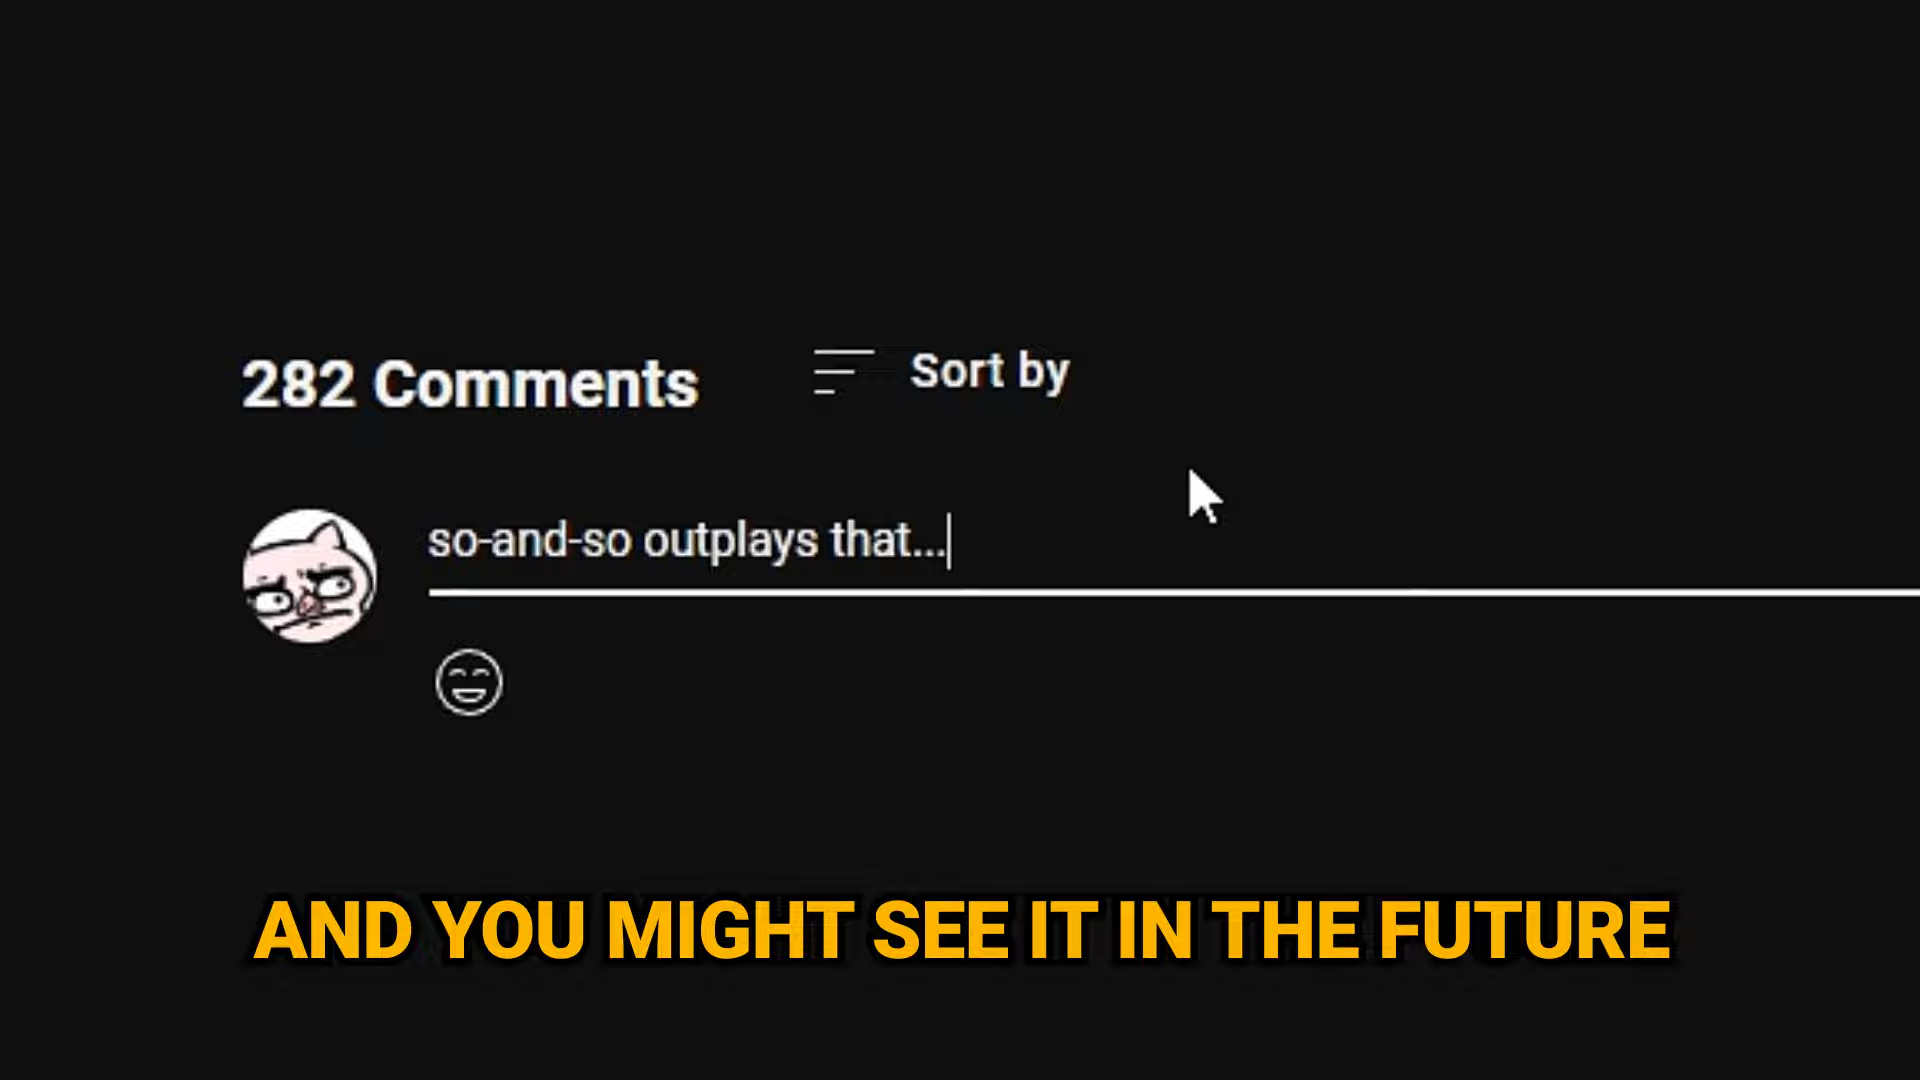 282 Comments
Sort by
so-and-so outplays that...
AND YOU MIGHT SEE IT IN THE FUTURE